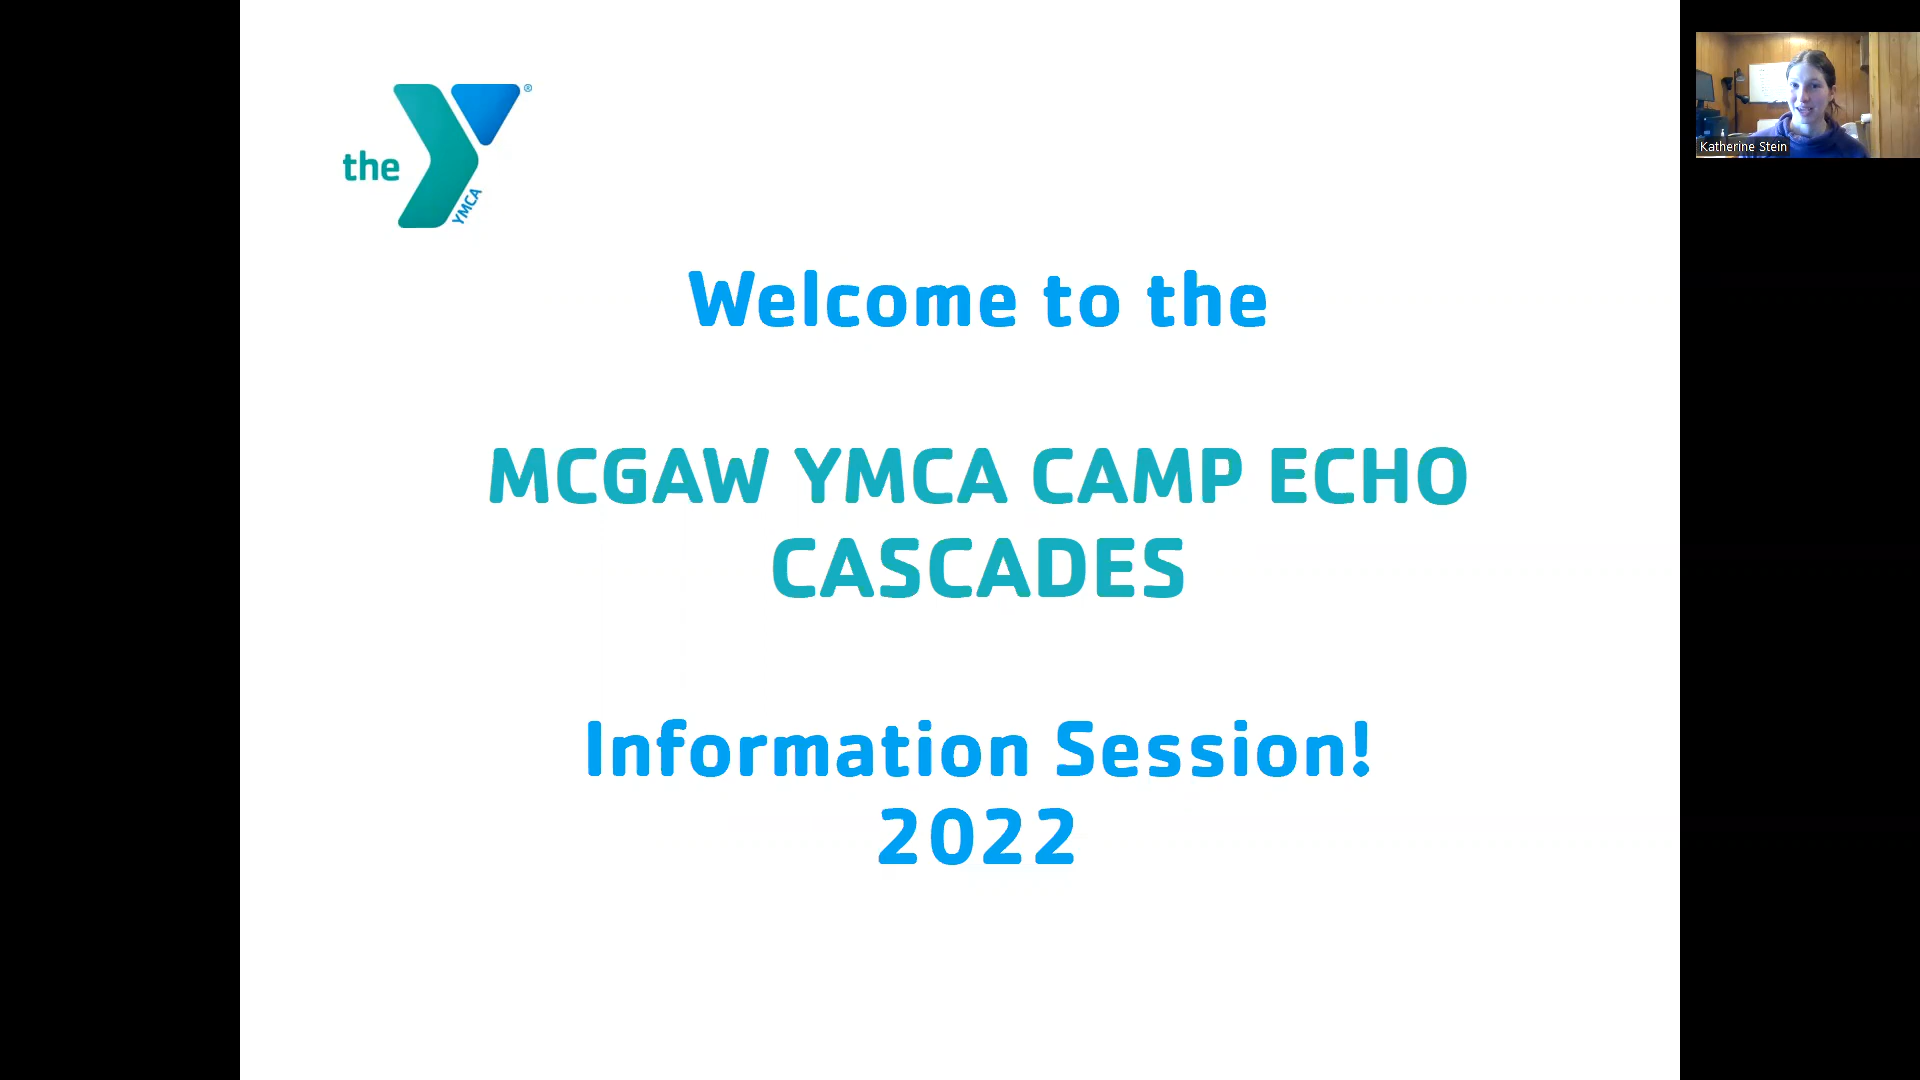 the
YMCA
®
Welcome to the
MCGAW YMCA CAMP ECHO
CASCADES
Information Session!
2022
Katherine Stein